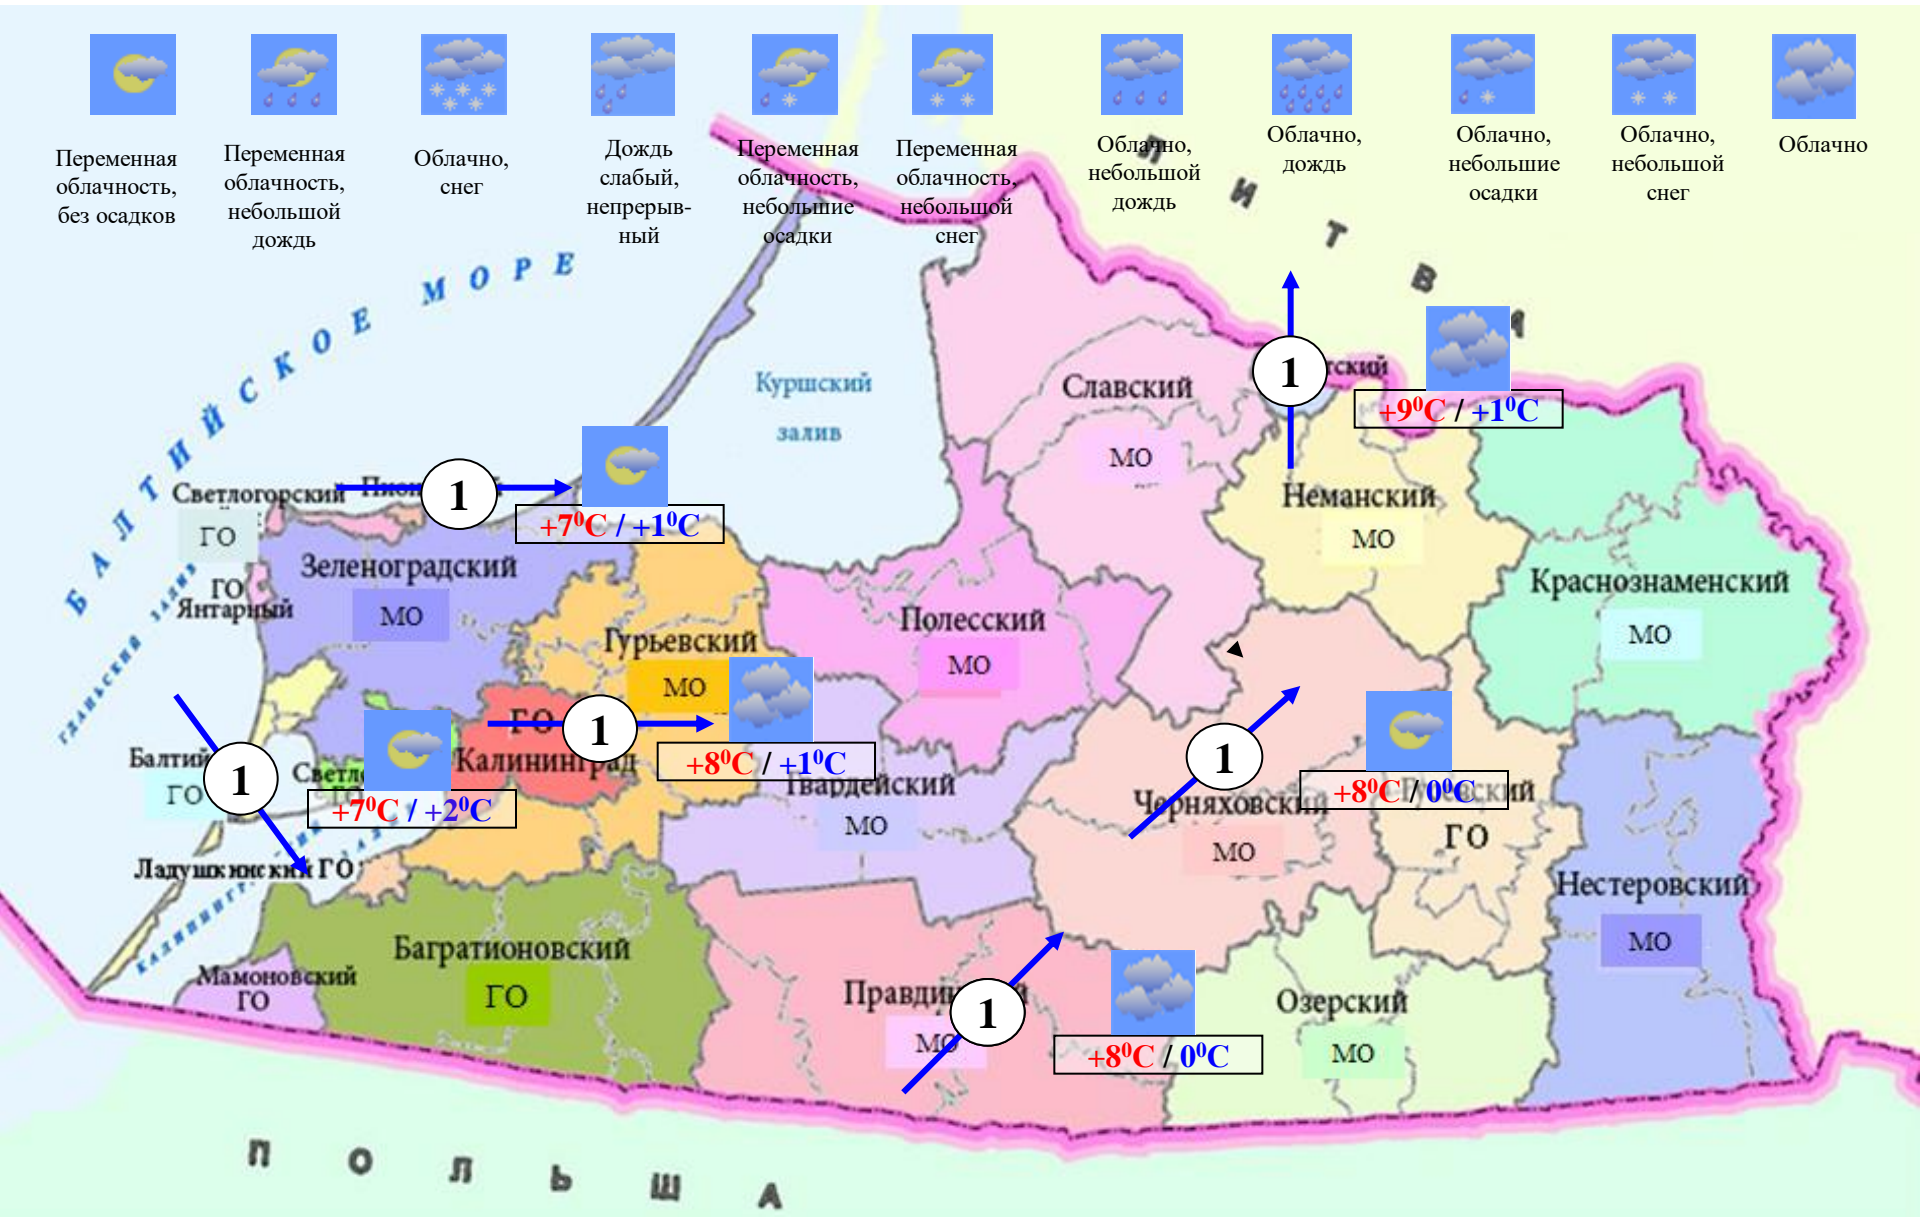 Переменная
облачность,
без осадков
Переменная
облачность,
небольшой
дождь
Облачно,
снег
Дождь
слабый,
непрерыв-
ный
Переменная
облачность,
небольшие
осадки
Переменная
облачность,
небольшой
снег
Облачно,
небольшой
дождь
Облачно,
дождь
Облачно,
небольшие
осадки
Облачно,
небольшой
снег
Облачно
БАЛТИЙСКОЕ МОРЕ
ЛИТВА
Куршский
залив
Славский
МО
1
+9⁰C / +1⁰C
Неманский
МО
Светлогорский
ГО
1
+7⁰C / +1⁰C
Зеленоградский
МО
ГО
Янтарный
ГДАНЬСКИЙ ЗАЛИВ
Гурьевский
МО
Полесский
МО
Краснознаменский
МО
ГО
Калининград
1
+8⁰C / +1⁰C
ГО
1
+7⁰C / +2⁰C
Гвардейский
МО
Черняховский
МО
1
+8⁰C / 0⁰C
ГО
Ладушкинский ГО
Нестеровский
МО
Багратионовский
ГО
Мамоновский
ГО
МО
1
+8⁰C / 0⁰C
Озерский
МО
ПОЛЬША